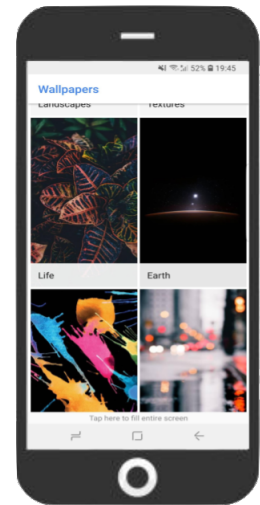 52% 19:45
Wallpapers
Landscapes Textures
Life Earth
Tap here to fill entire screen